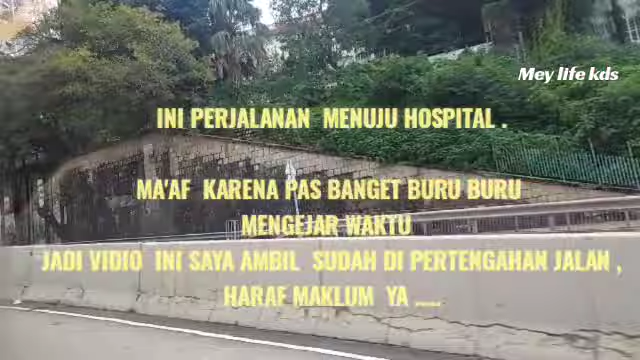 Mey life kds
INI PERJALANAN MENUJU HOSPITAL .
MA'AF KARENA PAS BANGET BURU BURU
MENGEJAR WAKTU
JADI VIDIO INI SAYA AMBIL SUDAH DI PERTENGAHAN JALAN ,
HARAF MAKLUM YA .....